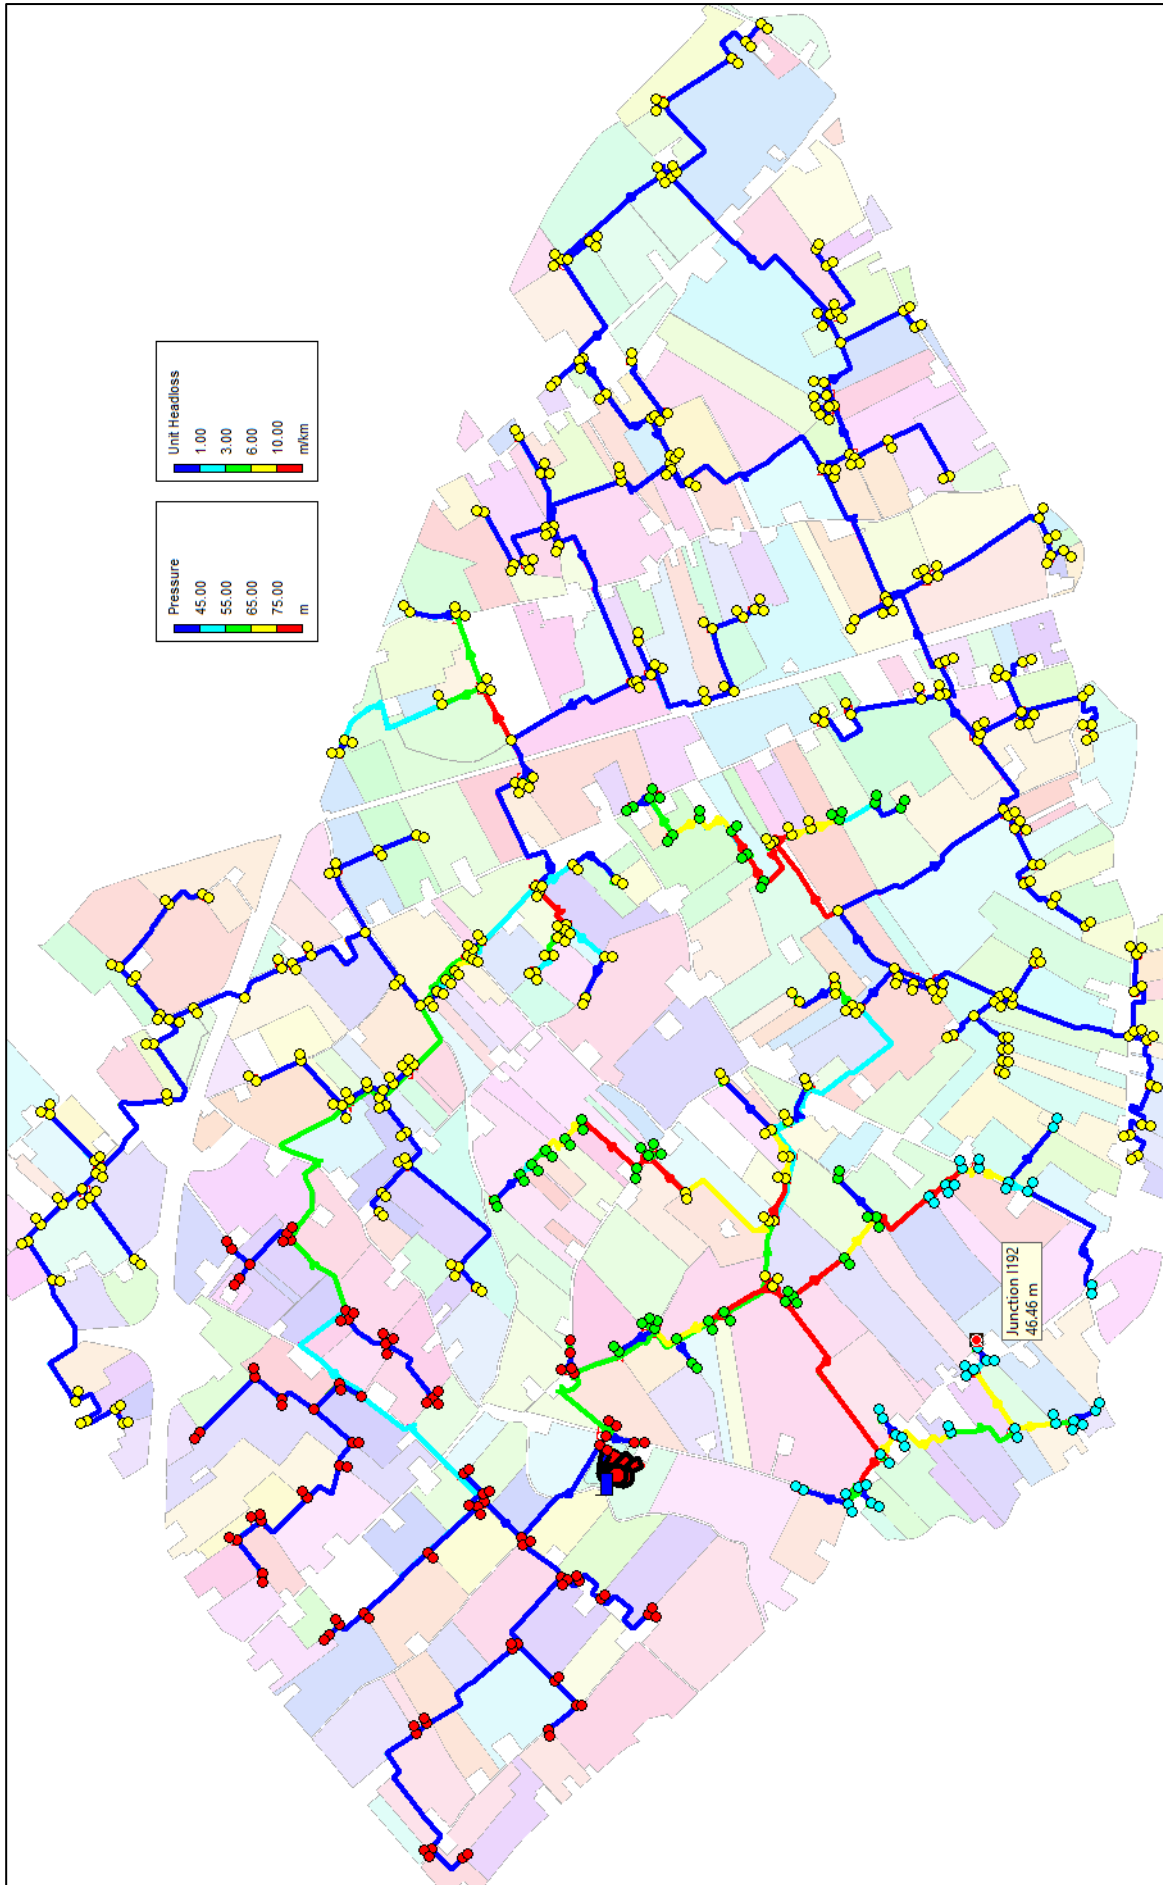 Unit Headloss
1.00
3.00
6.00
10.00
m/km
Pressure
45.00
55.00
65.00
75.00
m
Junction I192
46.46 m